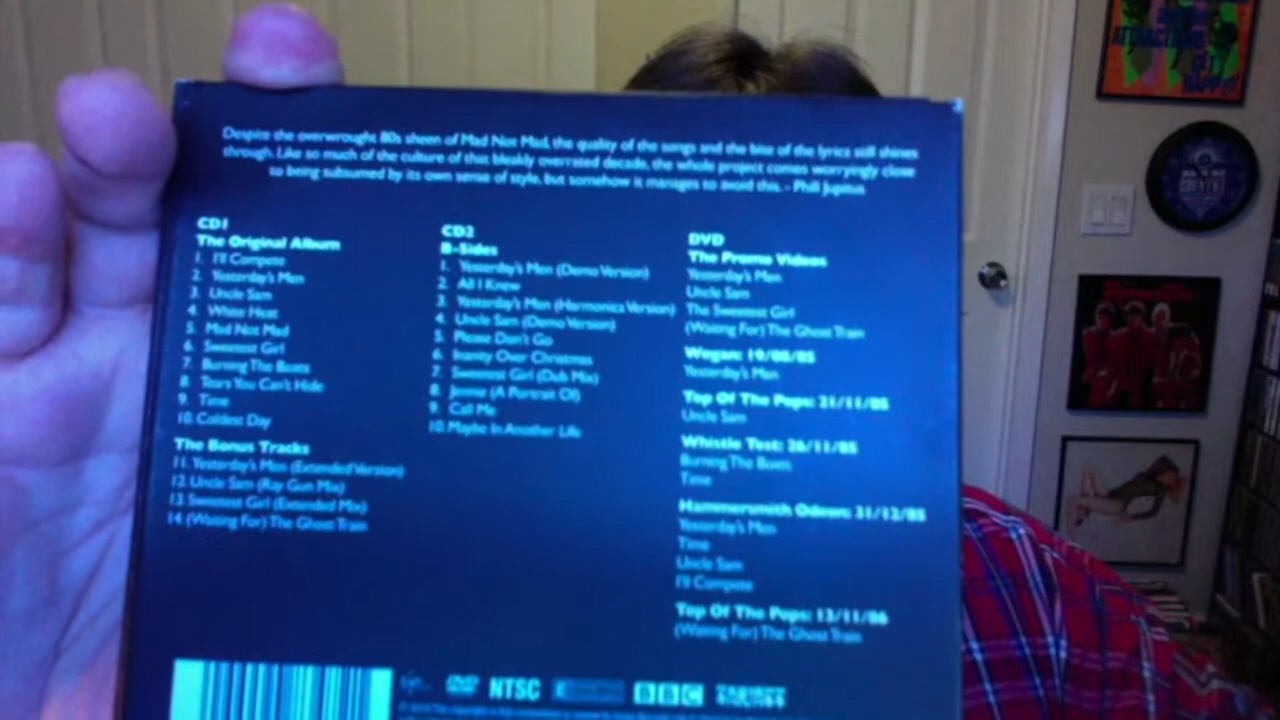 Despite the overwrought 80s sheen of Mad Not Mad, the quality of the songs and the bite of the lyrics still shines
through. Like so much of the culture of that bleakly overrated decade, the whole project comes worryingly close
to being subsumed by its own sense of style, but somehow it manages to avoid this. - Phill Jupitus
CD1
The Original Album
1. I'll Compete
2. Yesterday's Men
3. Uncle Sam
4. White Heat
5. Mad Not Mad
6. Sweetest Girl
7. Burning The Boats
8. Tears You Can't Hide
9. Time
10. Coldest Day
The Bonus Tracks
11. Yesterday's Men (Extended Version)
12. Uncle Sam (Ray Gun Mix)
13. Sweetest Girl (Extended Mix)
14. (Waiting For) The Ghost Train
CD2
B-Sides
1. Yesterday's Men (Demo Version)
2. All I Knew
3. Yesterday's Men (Harmonica Version)
4. Uncle Sam (Demo Version)
5. Please Don't Go
6. Inanity Over Christmas
7. Sweetest Girl (Dub Mix)
8. Jennie (A Portrait Of)
9. Call Me
10. Maybe In Another Life
DVD
The Promo Videos
Yesterday's Men
Uncle Sam
The Sweetest Girl
(Waiting For) The Ghost Train
Wogan: 19/08/85
Yesterday's Men
Top Of The Pops: 21/11/85
Uncle Sam
Whistle Test: 26/11/85
Burning The Boats
Time
Hammersmith Odeon: 31/12/85
Yesterday's Men
Time
Uncle Sam
I'll Compete
Top Of The Pops: 13/11/86
(Waiting For) The Ghost Train
DVD
NTSC
BBC
ATTRACTIONS